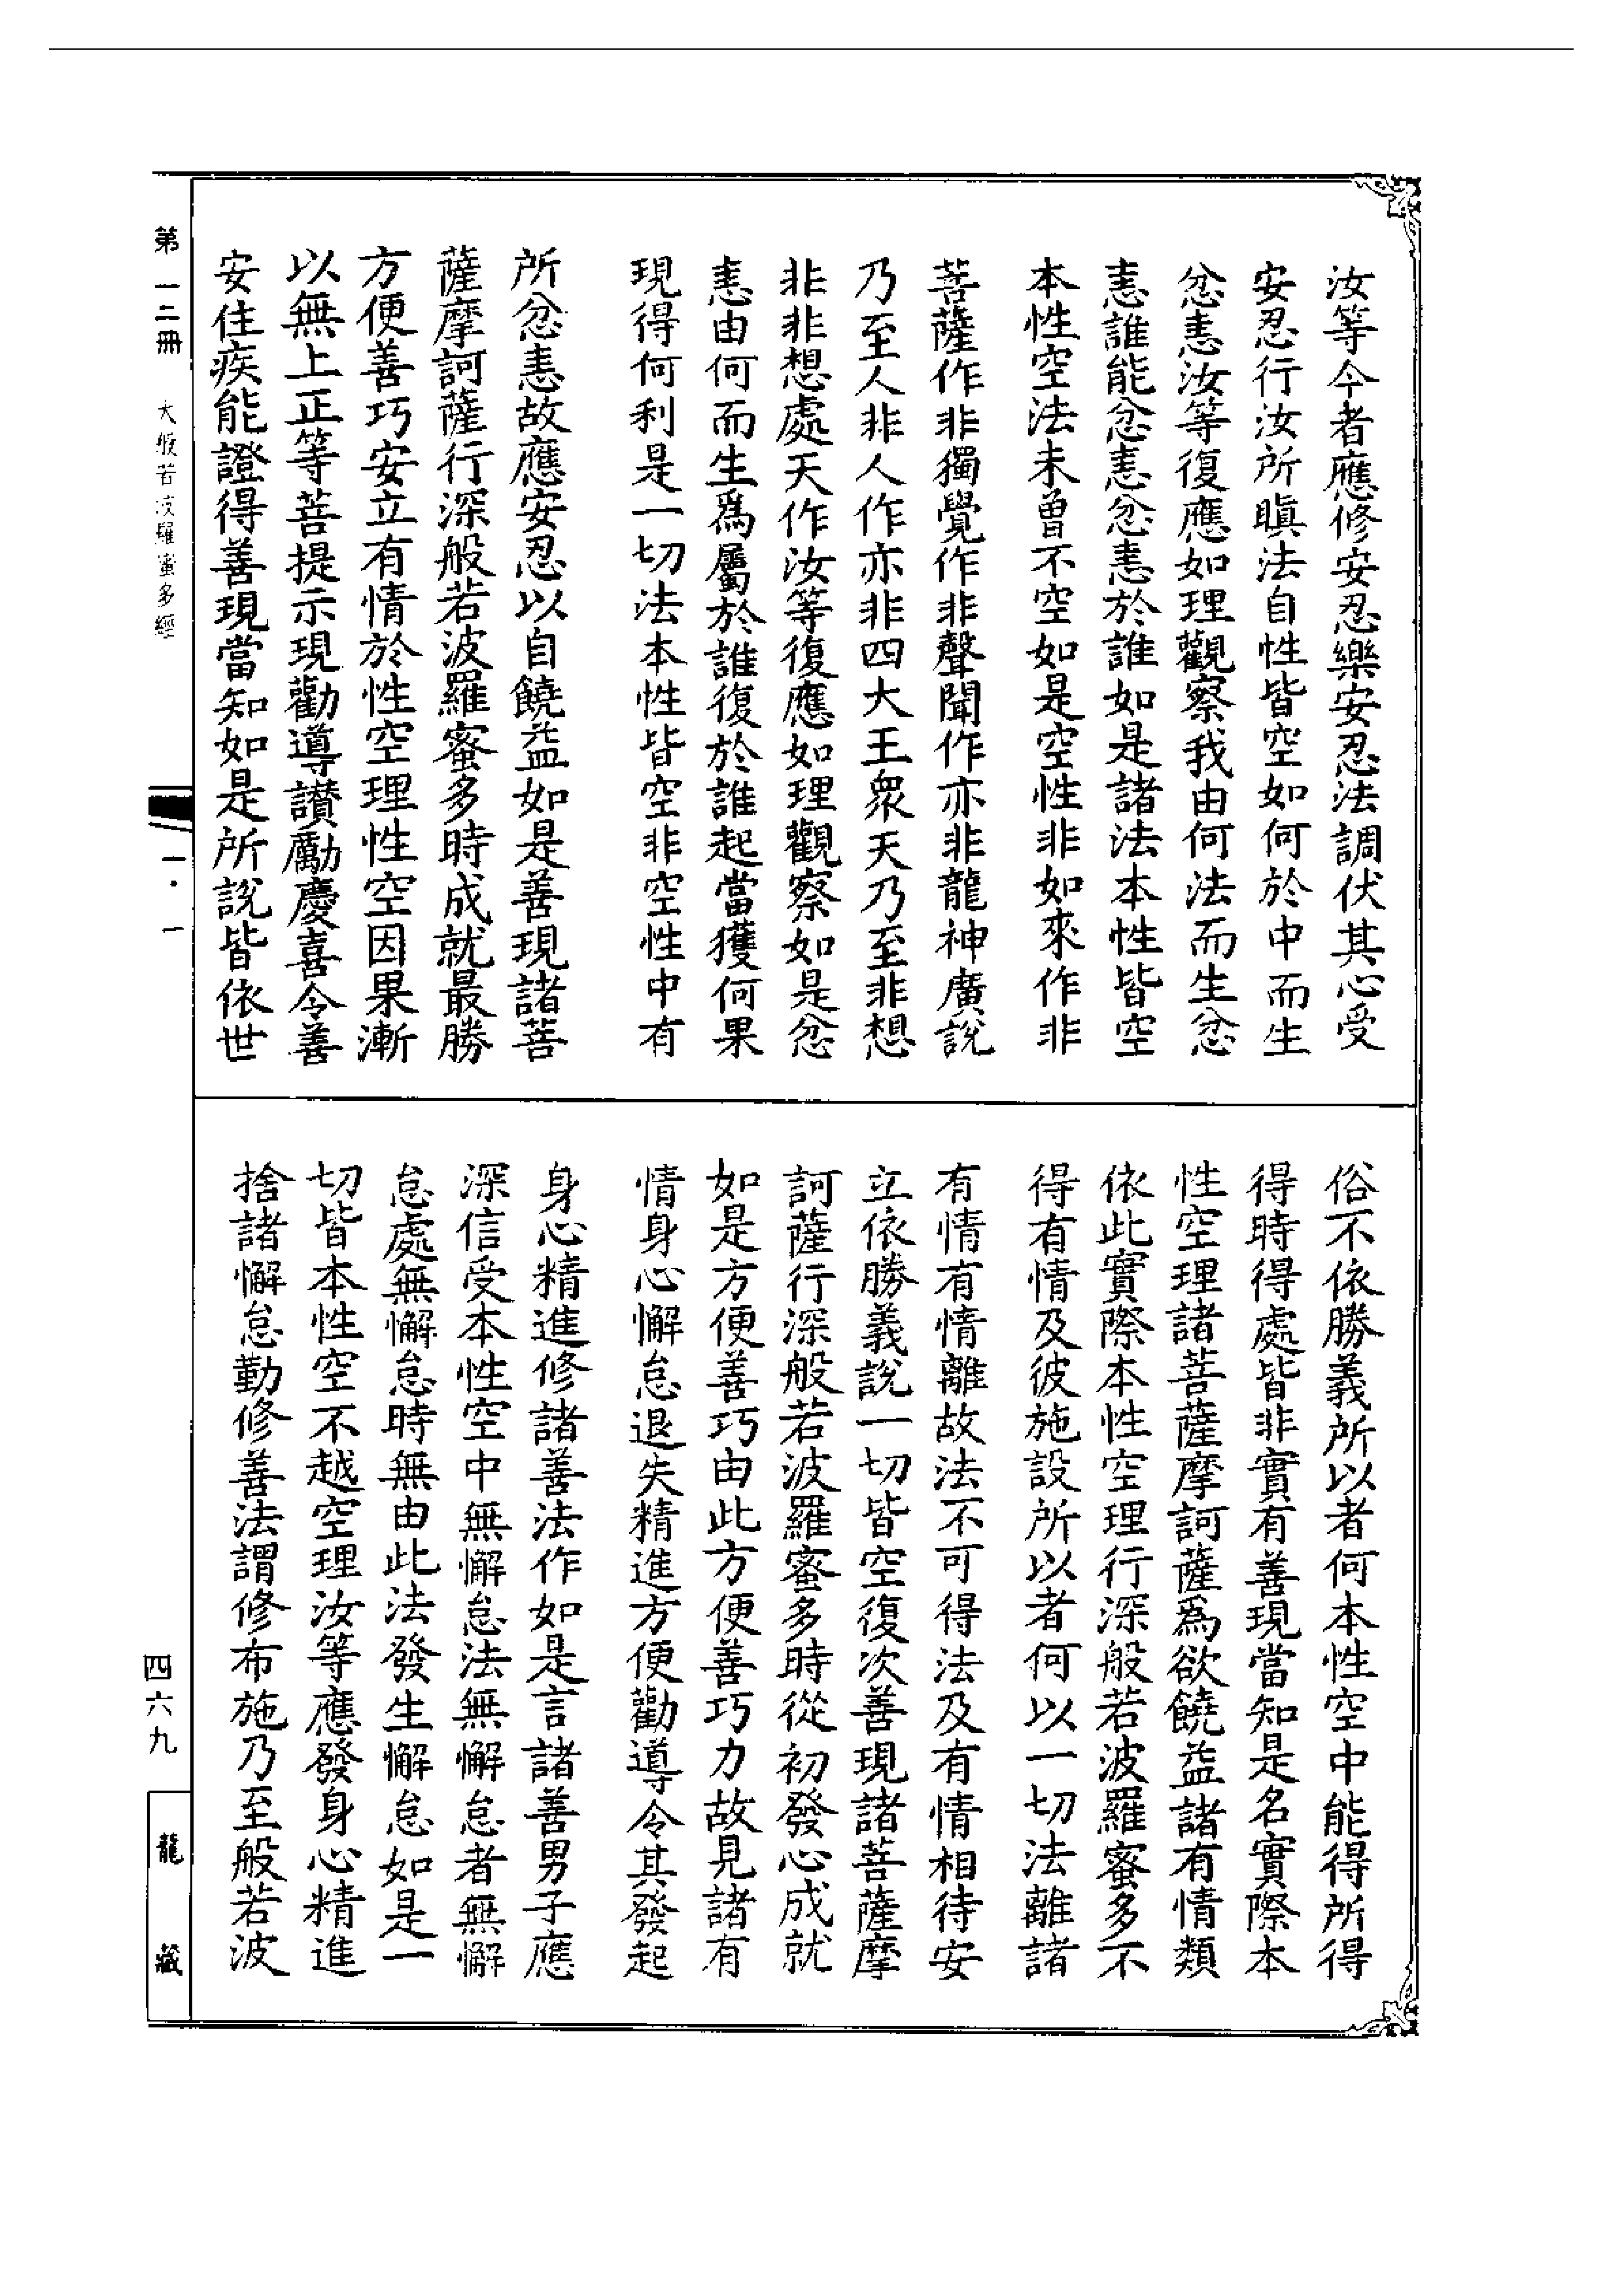 汝等今者應修安忍樂安忍法調伏其心受
安忍行汝所瞋法自性皆空如何於中而生
忿恚汝等復應如理觀察我由何法而生忿
恚誰能忿恚忿恚於誰如是諸法本性皆空
本性空法未曾不空如是空性非如來作非
菩薩作非獨覺作非聲聞作亦非龍神廣說
乃至人非人作亦非四大王衆天乃至非想
非非想處天作汝等復應如理觀察如是忿
恚由何而生爲屬於誰復於誰起當獲何果
現得何利是一切法本性皆空非空性中有
所忿恚故應安忍以自饒益如是善現諸菩
薩摩訶薩行深般若波羅蜜多時成就最勝
方便善巧安立有情於性空理性空因果漸
以無上正等菩提示現勸導讚勵慶喜令善
安住疾能證得善現當知如是所說皆依世
俗不依勝義所以者何本性空中能得所得
得時得處皆非實有善現當知是名實際本
性空理諸菩薩摩訶薩爲欲饒益諸有情類
依此實際本性空理行深般若波羅蜜多不
得有情及彼施設所以者何以一切法離諸
有情有情離故法不可得法及有情相待安
立依勝義說一切皆空復次善現諸菩薩摩
訶薩行深般若波羅蜜多時從初發心成就
如是方便善巧由此方便善巧力故見諸有
情身心懈怠退失精進方便勸導令其發起
身心精進修諸善法作如是言諸善男子應
深信受本性空中無懈怠法無懈怠者無懈
怠處無懈怠時無由此法發生懈怠如是一
切皆本性空不越空理汝等應發身心精進
捨諸懈怠勤修善法謂修布施乃至般若波
第一二冊 大般若波羅蜜多經
一·一
四六九
龍藏